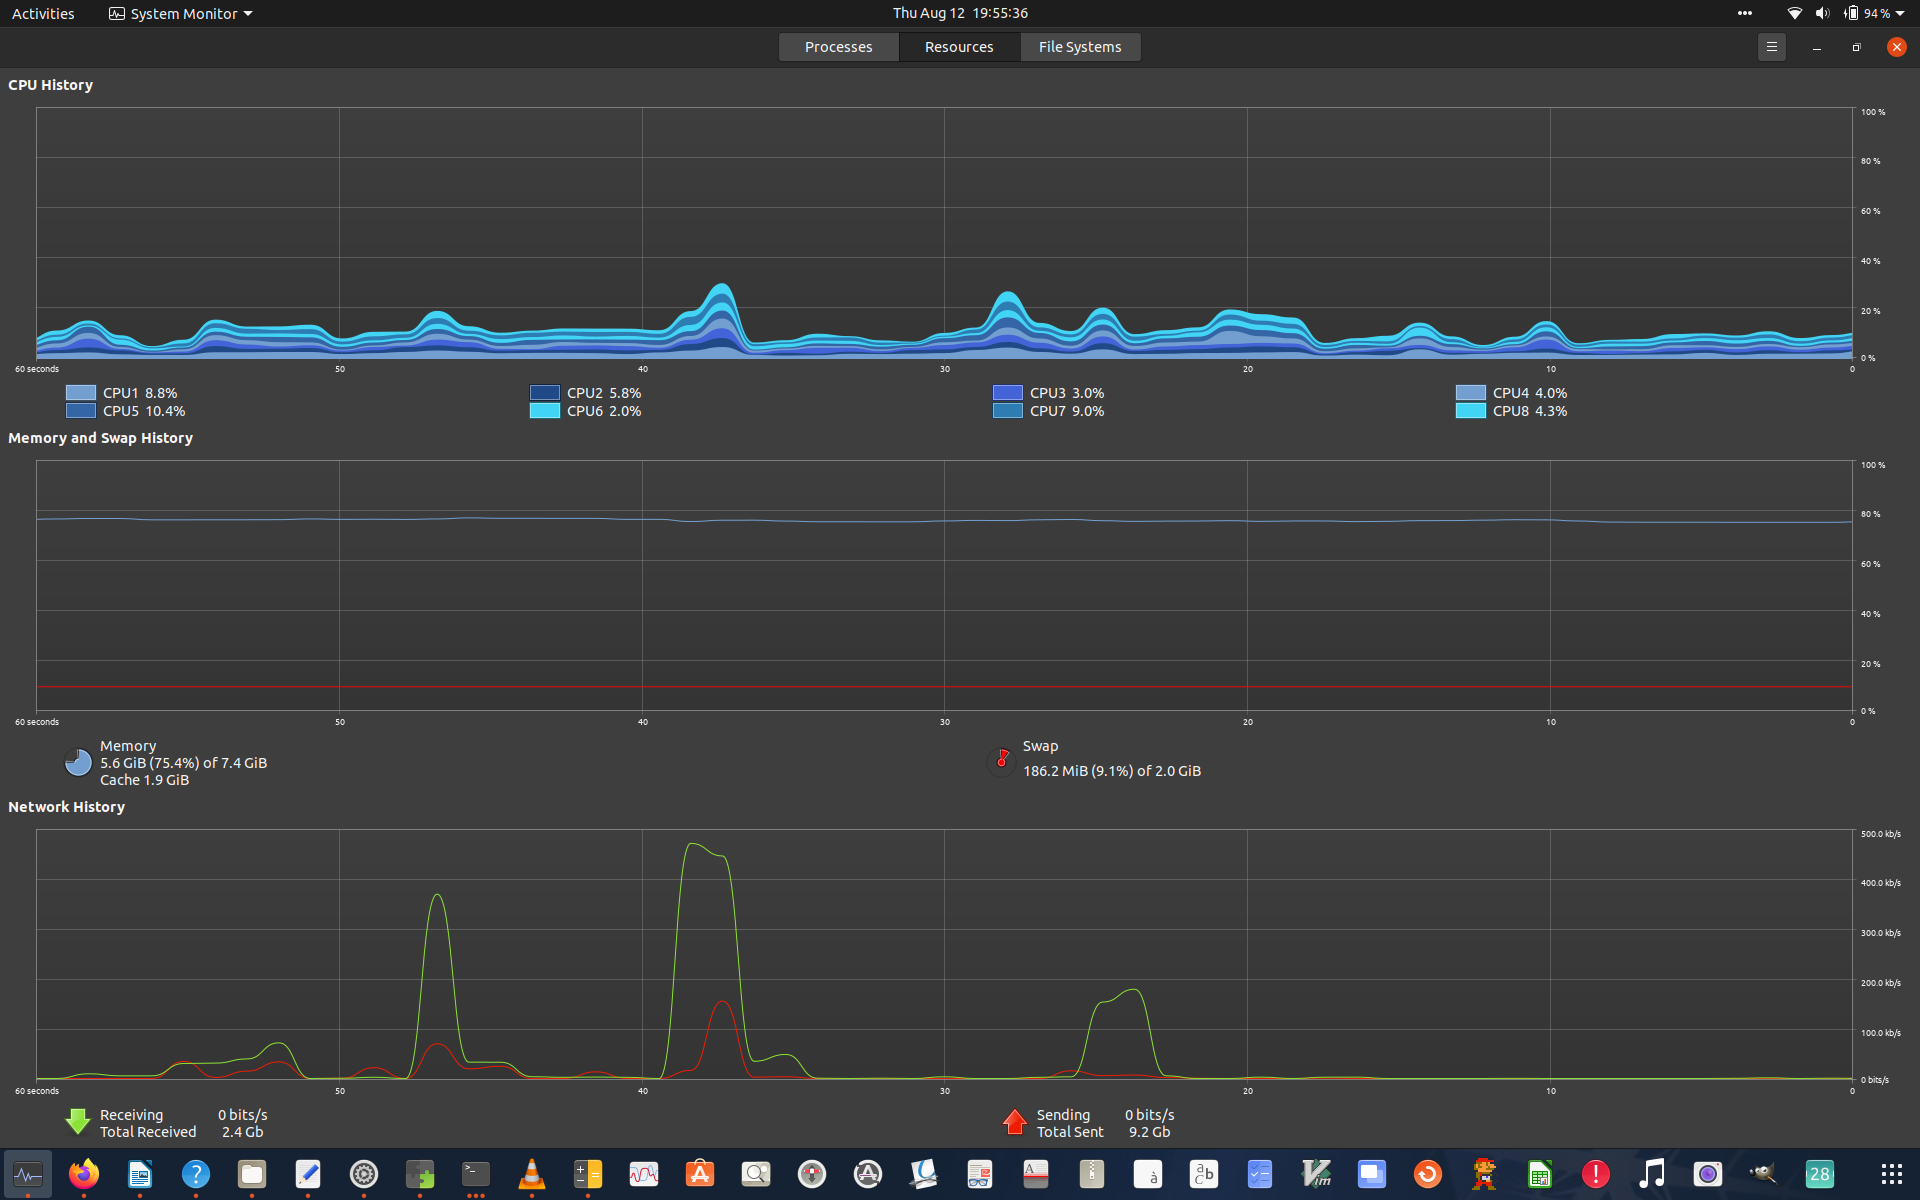 Activities System Monitor Thu Aug 12 19:55:36 94 %
Processes Resources File Systems
CPU History
100 %
80 %
60 %
40 %
20 %
0 %
60 seconds 50 40 30 20 10 0
CPU1 8.8% CPU2 5.8% CPU3 3.0% CPU4 4.0%
CPU5 10.4% CPU6 2.0% CPU7 9.0% CPU8 4.3%
Memory and Swap History
100 %
80 %
60 %
40 %
20 %
0 %
60 seconds 50 40 30 20 10 0
Memory
5.6 GiB (75.4%) of 7.4 GiB
Cache 1.9 GiB
Swap
186.2 MiB (9.1%) of 2.0 GiB
Network History
500.0 kb/s
400.0 kb/s
300.0 kb/s
200.0 kb/s
100.0 kb/s
0 bits/s
60 seconds 50 40 30 20 10 0
Receiving 0 bits/s
Total Received 2.4 Gb
Sending 0 bits/s
Total Sent 9.2 Gb
? >_ A à a b c Vim ! 28